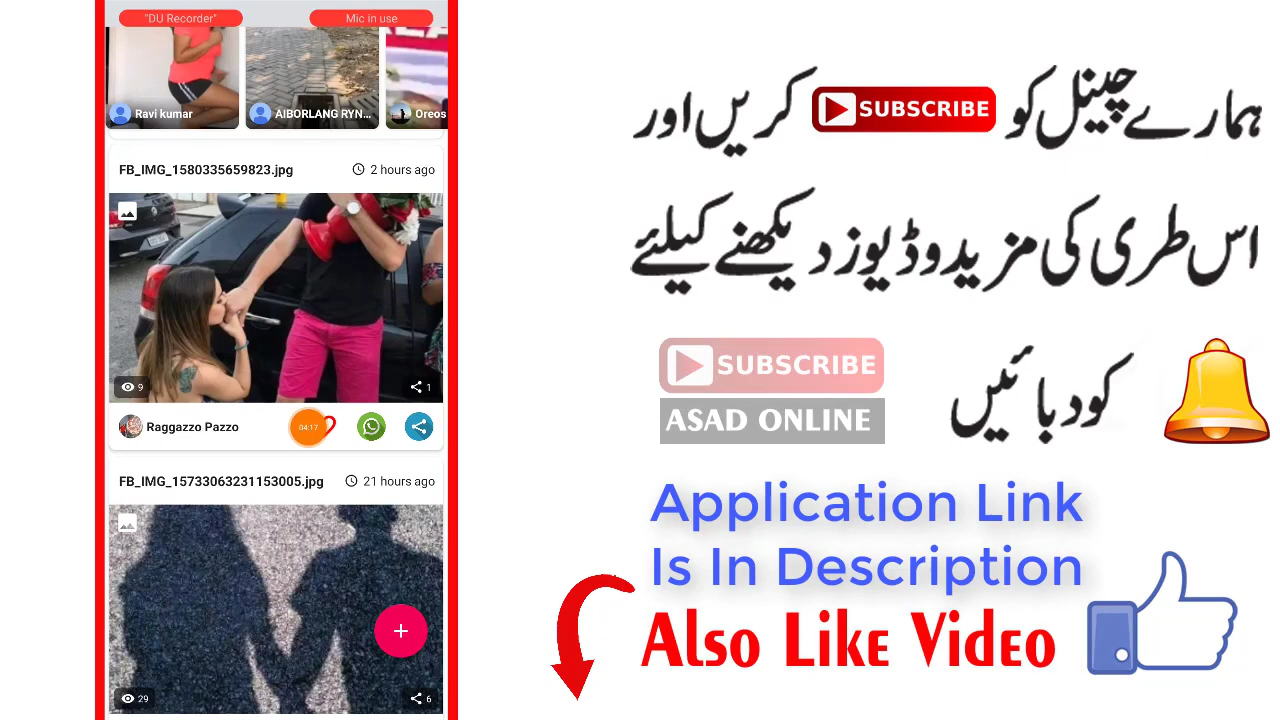 "DU Recorder"
Mic in use
Ravi kumar
AIBORLANG RYN...
Oreos
FB_IMG_1580335659823.jpg
2 hours ago
9
1
Raggazzo Pazzo
04:17
FB_IMG_15733063231153005.jpg
21 hours ago
29
6
ہمارے چینل کو SUBSCRIBE کریں اور
اس طری کی مزید وڈیوز دیکھنے کیلئے
SUBSCRIBE
ASAD ONLINE
کو دبائیں
Application Link
Is In Description
Also Like Video